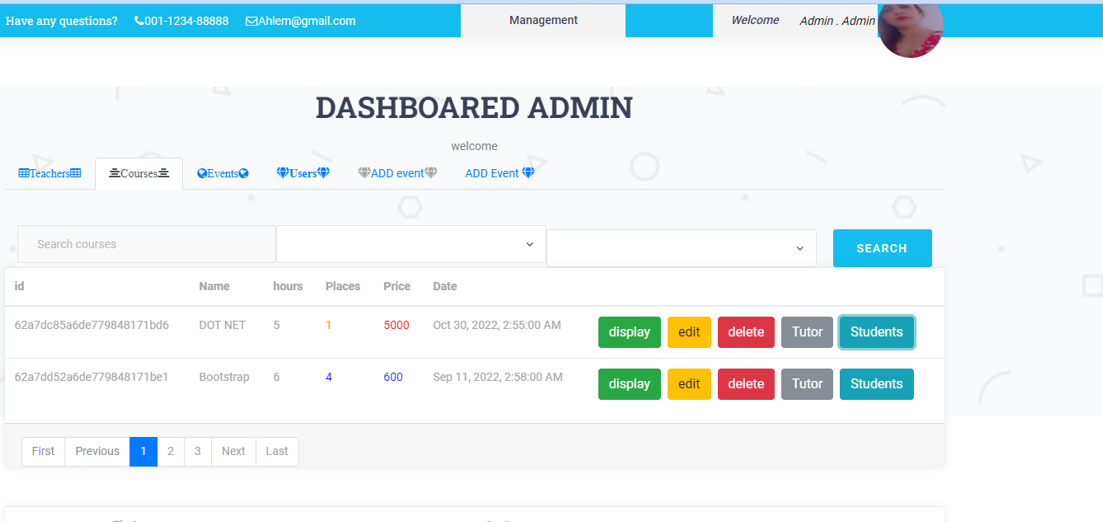 Have any questions? 001-1234-88888 Ahlem@gmail.com Management Welcome Admin . Admin
DASHBOARED ADMIN
welcome
Teachers Courses Events Users ADD event ADD Event
Search courses SEARCH
id Name hours Places Price Date
62a7dc85a6de779848171bd6 DOT NET 5 1 5000 Oct 30, 2022, 2:55:00 AM display edit delete Tutor Students
62a7dd52a6de779848171be1 Bootstrap 6 4 600 Sep 11, 2022, 2:58:00 AM display edit delete Tutor Students
First Previous 1 2 3 Next Last